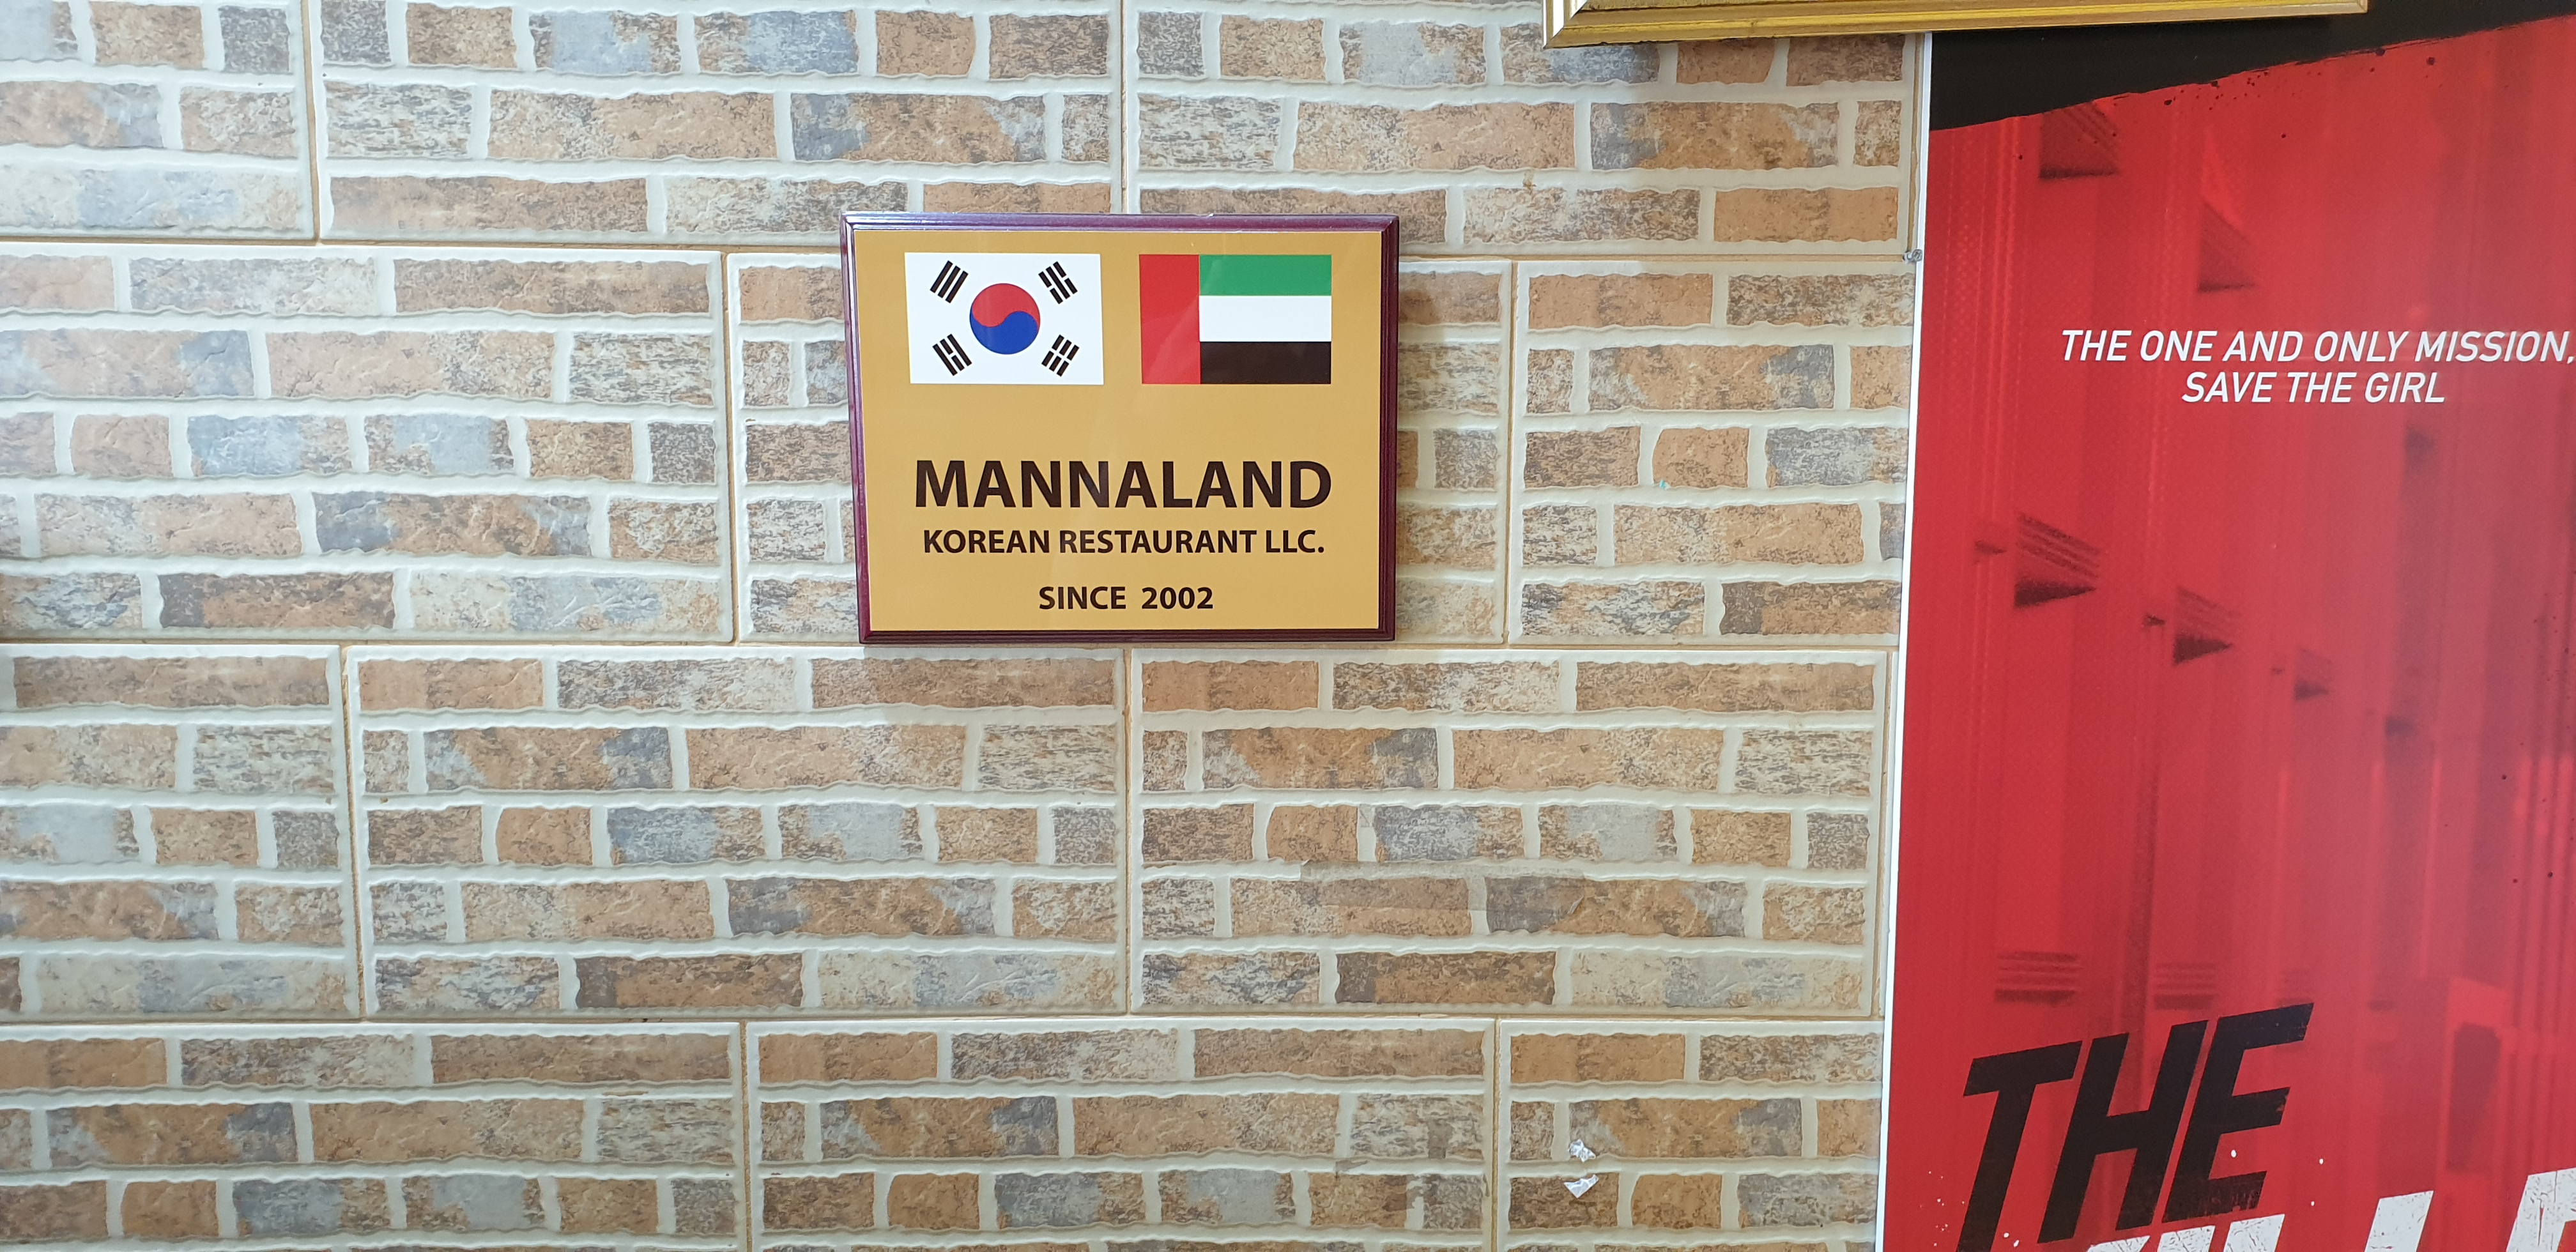 MANNALAND
KOREAN RESTAURANT LLC.
SINCE 2002
THE ONE AND ONLY MISSION,
SAVE THE GIRL
THE